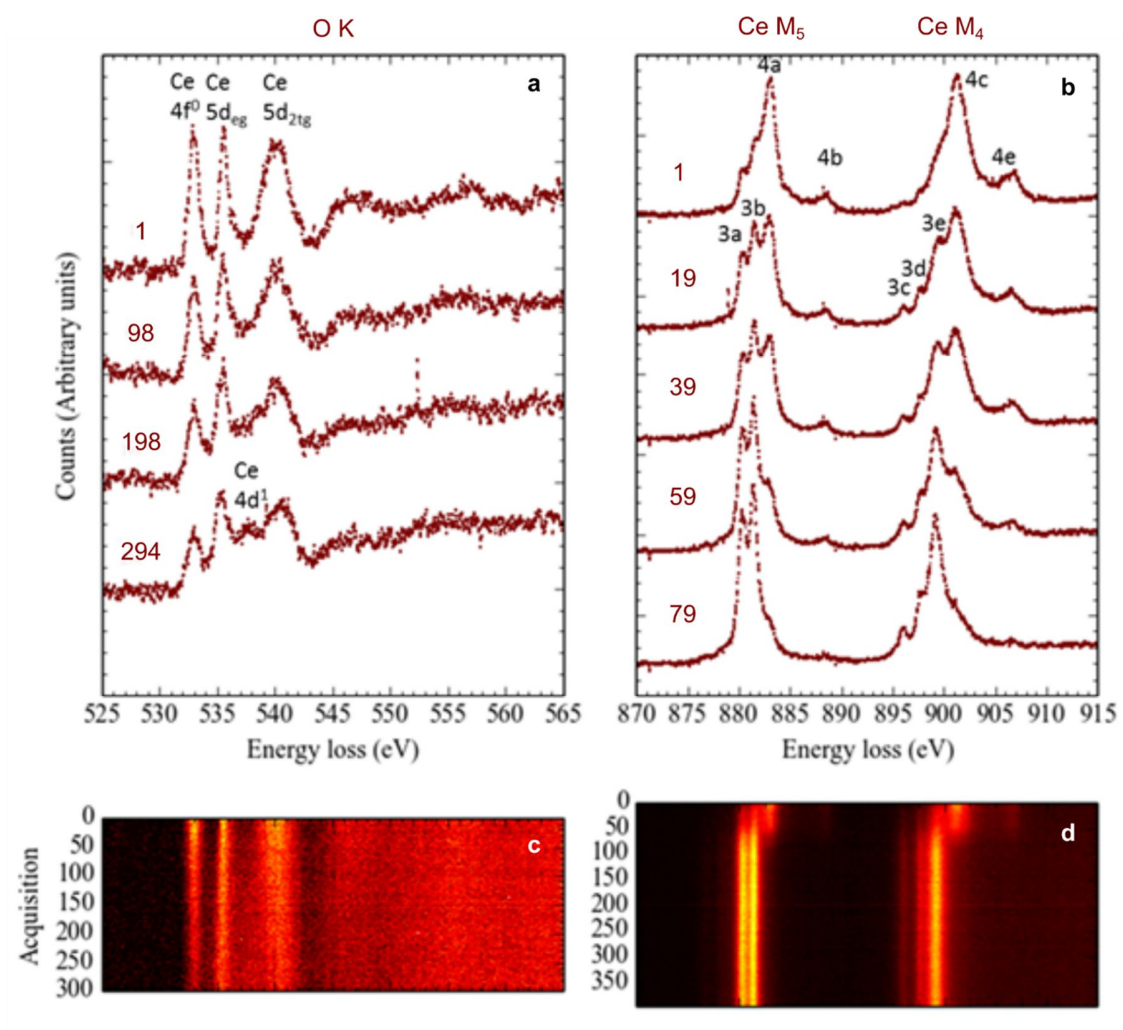 O K
Ce M₅ Ce M₄
a
Ce Ce Ce
4f⁰ 5d_eg 5d_2tg
1
98
198
Ce
4d¹
294
525 530 535 540 545 550 555 560 565
Energy loss (eV)
Counts (Arbitrary units)
b
4a 4c
4b 4e
1
3a 3b 3c 3d 3e
19
39
59
79
870 875 880 885 890 895 900 905 910 915
Energy loss (eV)
c
0
50
100
150
200
250
300
Acquisition
d
0
50
100
150
200
250
300
350